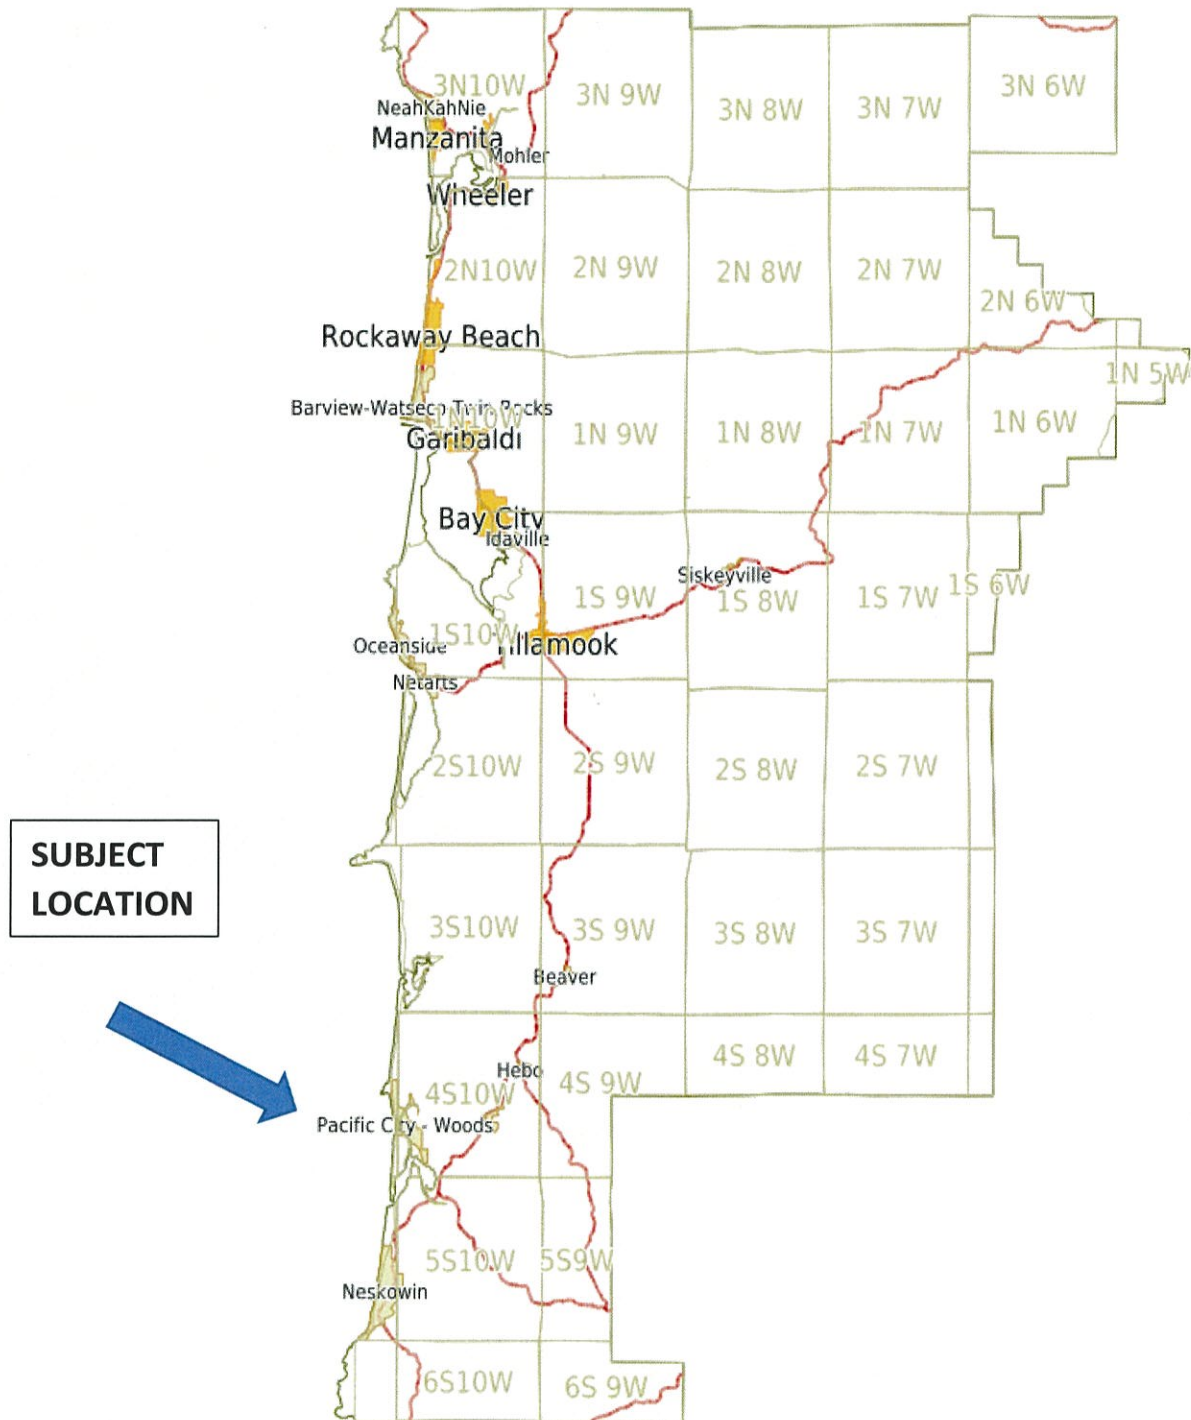 3N10W
3N 9W
3N 8W
3N 7W
3N 6W
NeahKahNie
Manzanita
Mohler
Wheeler
2N10W
2N 9W
2N 8W
2N 7W
2N 6W
Rockaway Beach
1N 5W
Barview-Watseco Twin Rocks
1N10W
Garibaldi
1N 9W
1N 8W
1N 7W
1N 6W
Bay City
Idaville
Siskeyville
1S 9W
1S 8W
1S 7W
1S 6W
1S10W
Oceanside
Tillamook
Netarts
2S10W
2S 9W
2S 8W
2S 7W
SUBJECT
LOCATION
3S10W
3S 9W
3S 8W
3S 7W
Beaver
Hebo
4S10W
4S 9W
4S 8W
4S 7W
Pacific City - Woods
5S10W
5S9W
Neskowin
6S10W
6S 9W